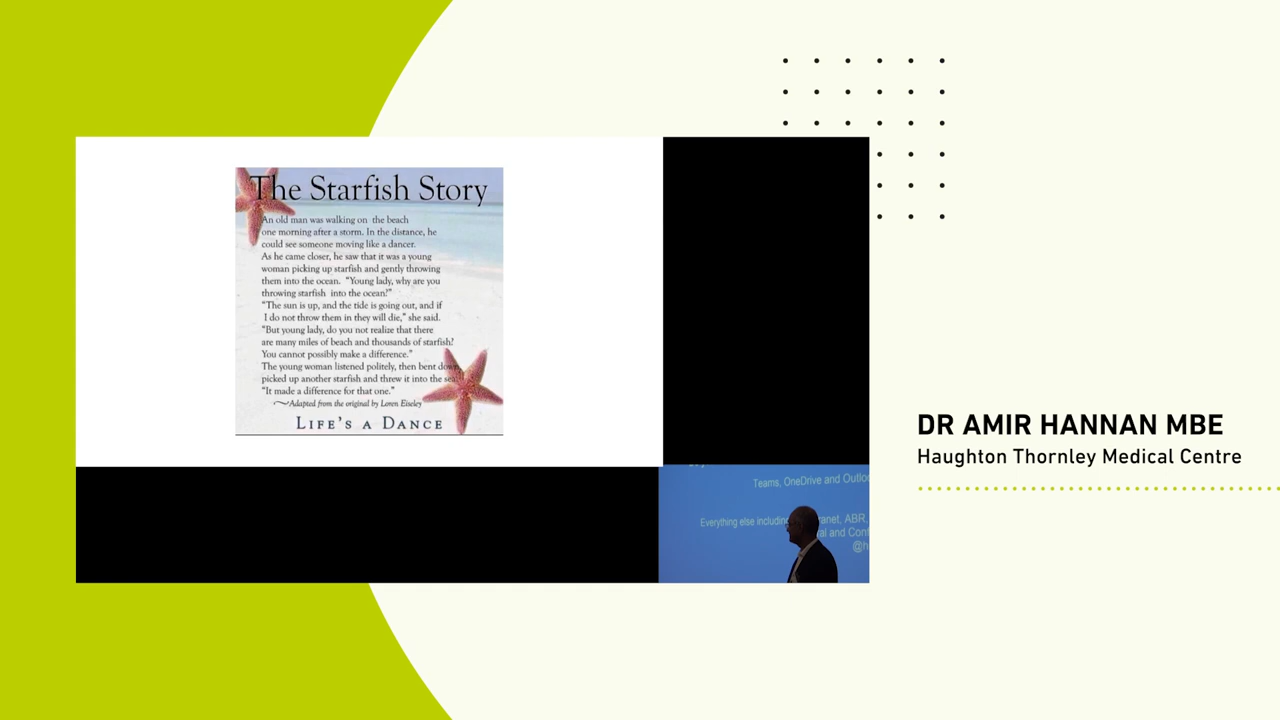 The Starfish Story
An old man was walking on the beach
one morning after a storm. In the distance, he
could see someone moving like a dancer.
As he came closer, he saw that it was a young
woman picking up starfish and gently throwing
them into the ocean. "Young lady, why are you
throwing starfish into the ocean?"
"The sun is up, and the tide is going out, and if
I do not throw them in they will die," she said.
"But young lady, do you not realize that there
are many miles of beach and thousands of starfish?
You cannot possibly make a difference."
The young woman listened politely, then bent down,
picked up another starfish and threw it into the sea.
"It made a difference for that one."
Adapted from the original by Loren Eiseley
LIFE'S A DANCE
Teams, OneDrive and Outloo
Everything else including
ranet, ABR,
al and Conf
@h
DR AMIR HANNAN MBE
Haughton Thornley Medical Centre